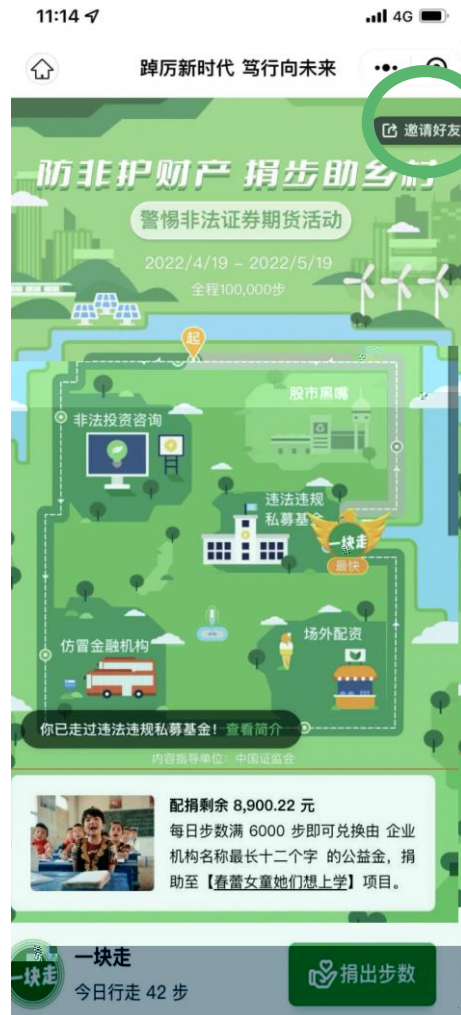 11:14
4G
踔厉新时代 笃行向未来
邀请好友
防非护财产 捐步助乡村
警惕非法证券期货活动
2022/4/19 – 2022/5/19
全程100,000步
起
股市黑嘴
非法投资咨询
违法违规
私募基金
一块走
最快
仿冒金融机构
场外配资
你已走过违法违规私募基金！查看简介
内容指导单位：中国证监会
配捐剩余 8,900.22 元
每日步数满 6000 步即可兑换由 企业
机构名称最长十二个字 的公益金，捐
助至【春蕾女童她们想上学】项目。
一块走
一块走
今日行走 42 步
捐出步数